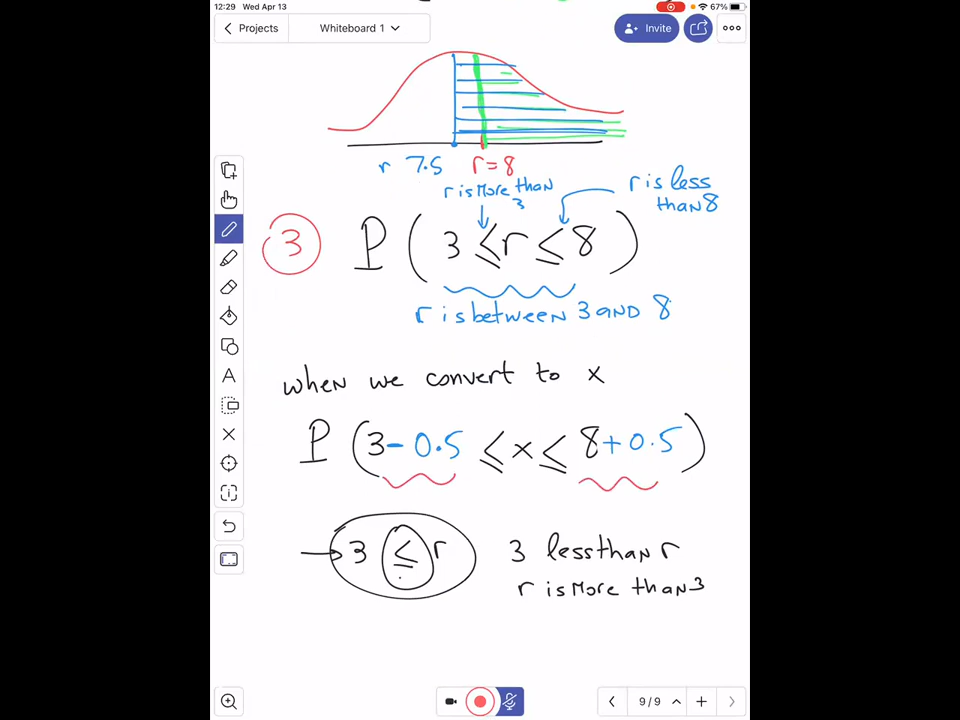 12:29 Wed Apr 13
67%
Projects
Whiteboard 1
Invite
r 7.5 r=8
r is more than
3
r is less
than 8
3 P ( 3 ≤ r ≤ 8 )
r is between 3 AND 8
when we convert to x
P ( 3 - 0.5 ≤ x ≤ 8 + 0.5 )
3 ≤ r
3 less than r
r is more than 3
A
9/9